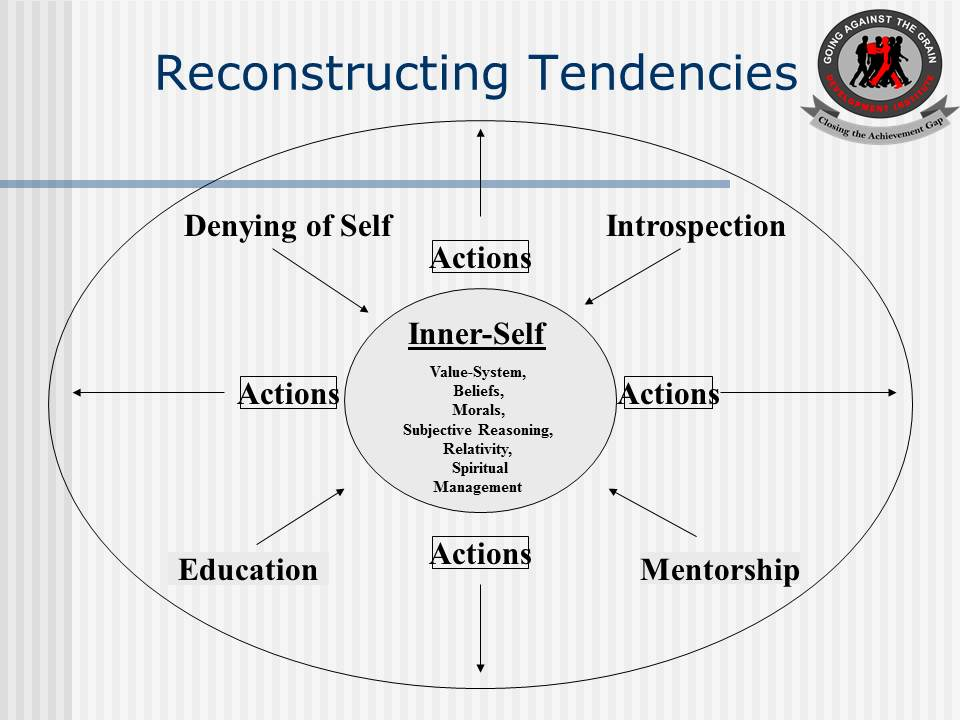 Reconstructing Tendencies
GOING AGAINST THE GRAIN
DEVELOPMENT INSTITUTE
Closing the Achievement Gap
Denying of Self
Introspection
Actions
Inner-Self
Value-System,
Beliefs,
Morals,
Subjective Reasoning,
Relativity,
Spiritual
Management
Actions
Actions
Actions
Education
Mentorship